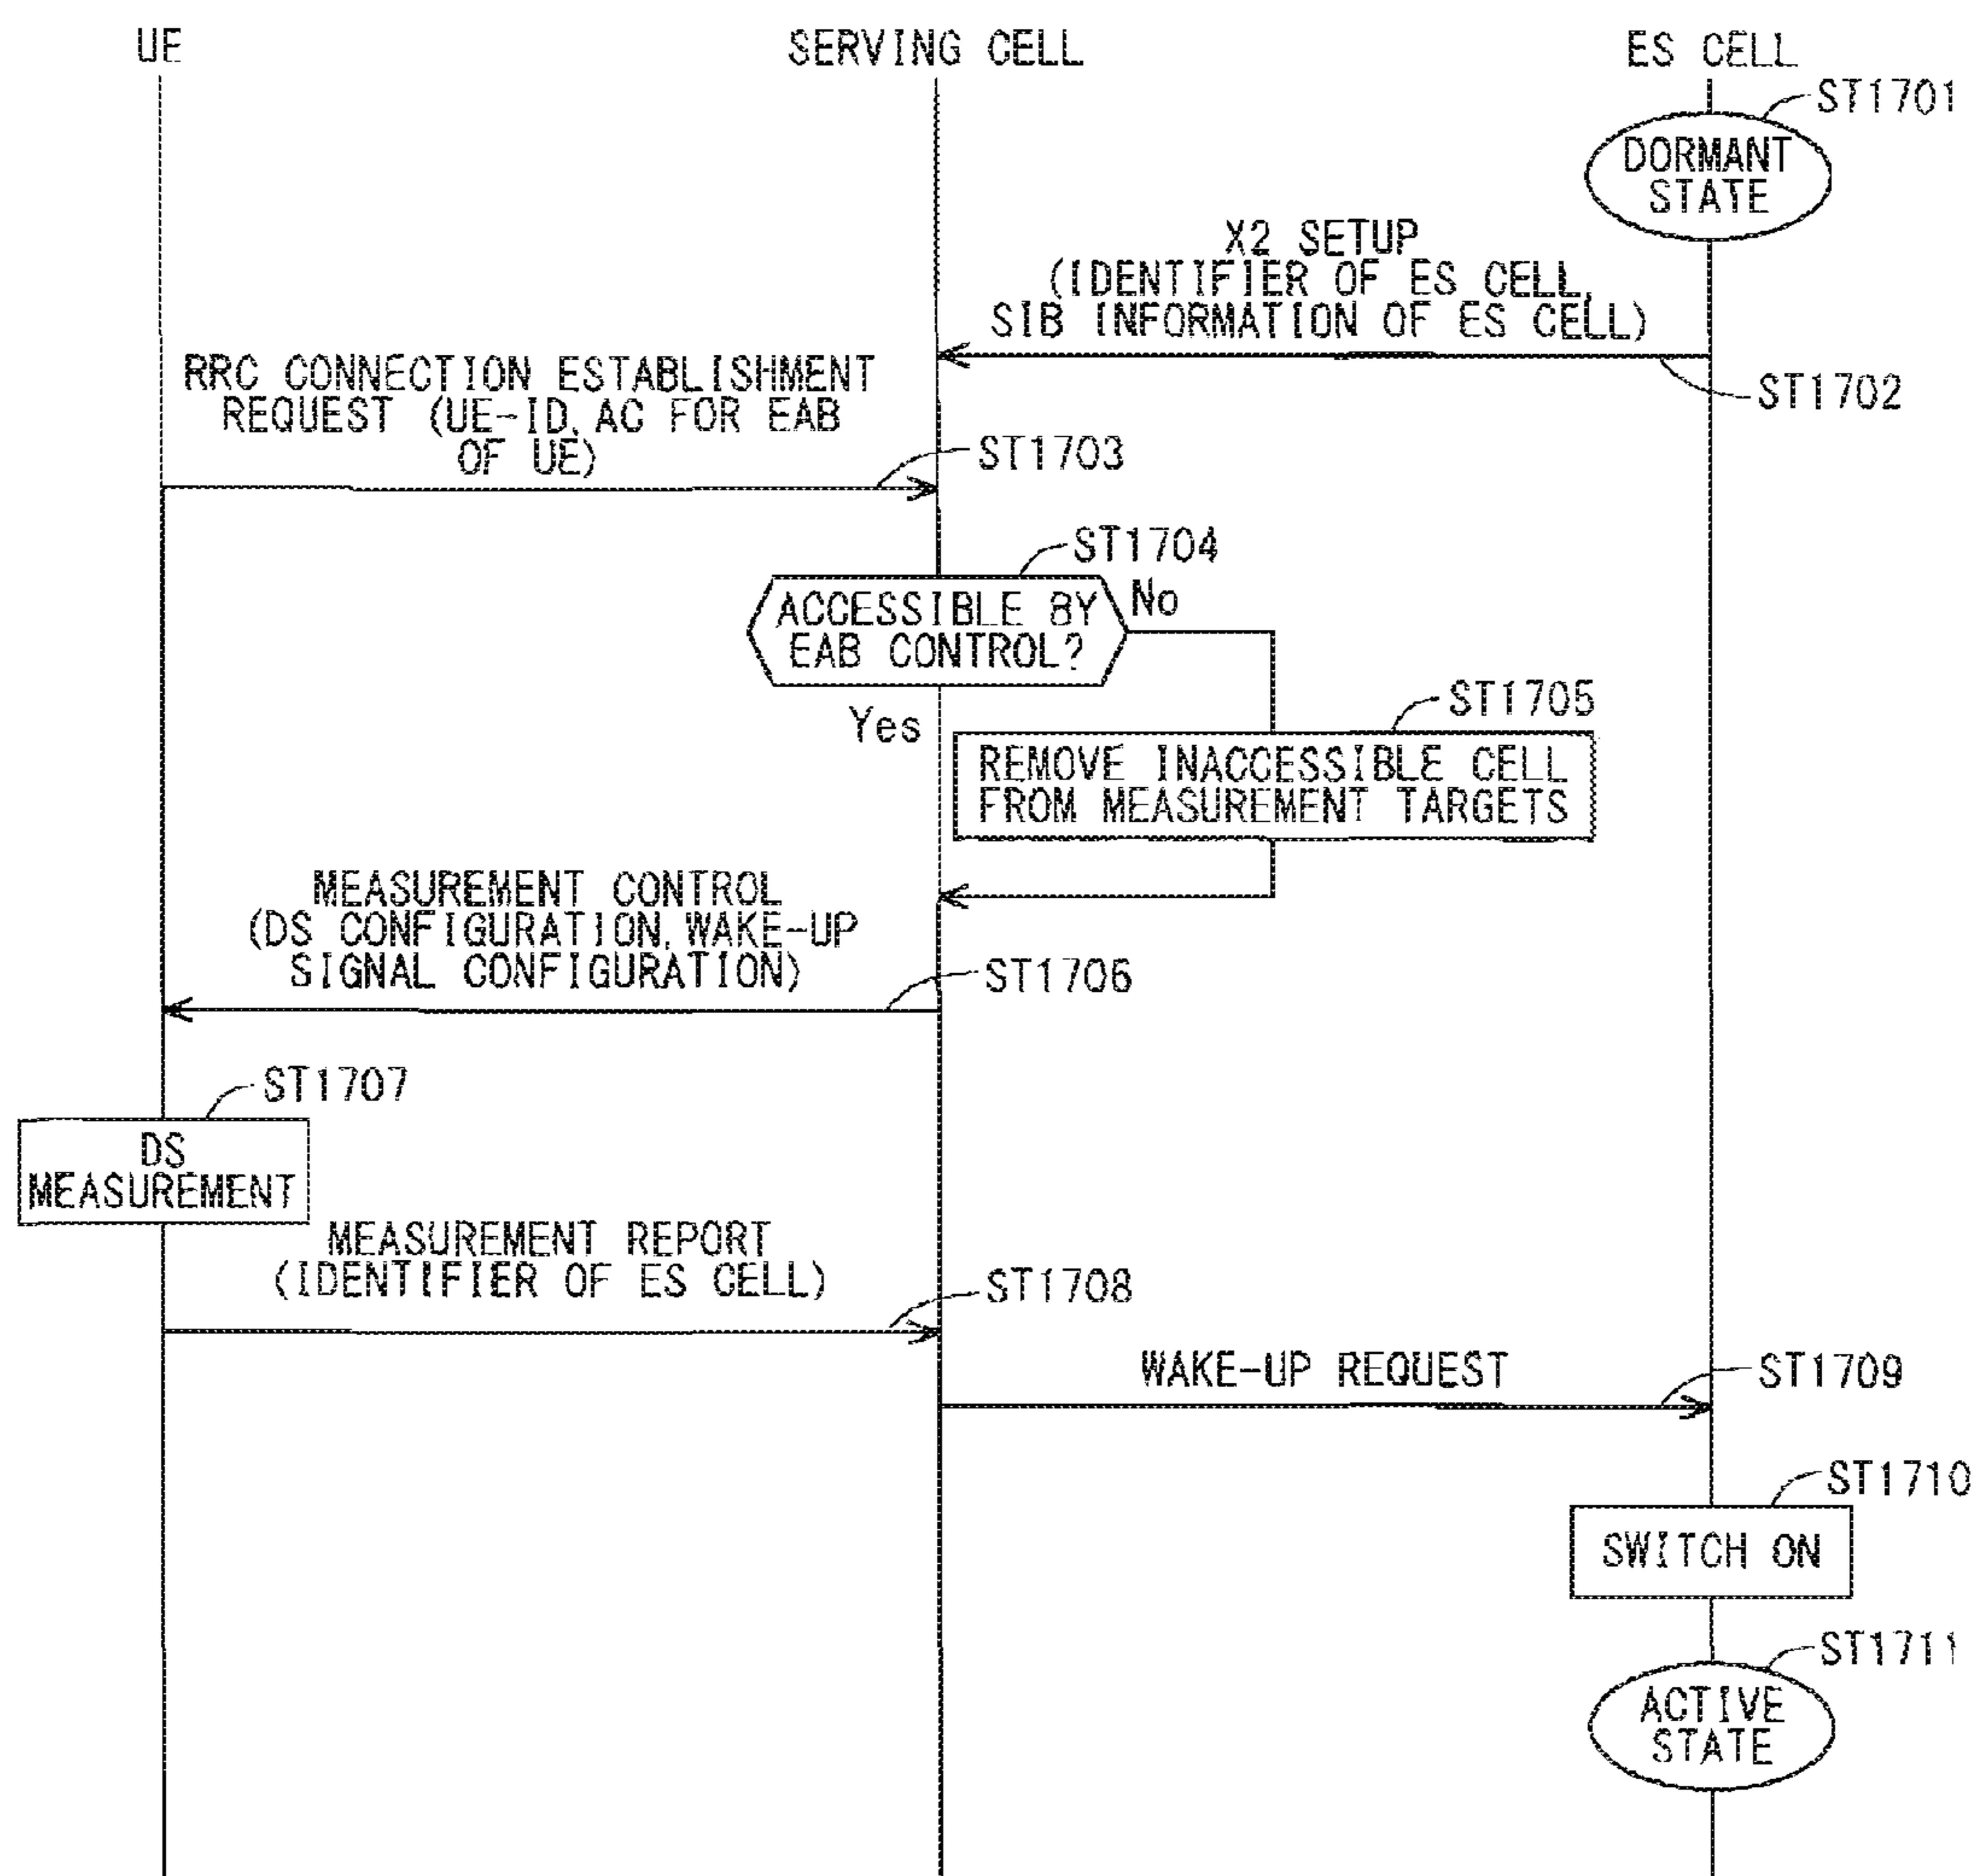 UE
SERVING CELL
ES CELL
ST1701
DORMANT
STATE
X2 SETUP
(IDENTIFIER OF ES CELL,
SIB INFORMATION OF ES CELL)
ST1702
RRC CONNECTION ESTABLISHMENT
REQUEST (UE-ID, AC FOR EAB
OF UE)
ST1703
ST1704
ACCESSIBLE BY
EAB CONTROL?
No
Yes
ST1705
REMOVE INACCESSIBLE CELL
FROM MEASUREMENT TARGETS
MEASUREMENT CONTROL
(DS CONFIGURATION, WAKE-UP
SIGNAL CONFIGURATION)
ST1706
ST1707
DS
MEASUREMENT
MEASUREMENT REPORT
(IDENTIFIER OF ES CELL)
ST1708
WAKE-UP REQUEST
ST1709
ST1710
SWITCH ON
ST1711
ACTIVE
STATE